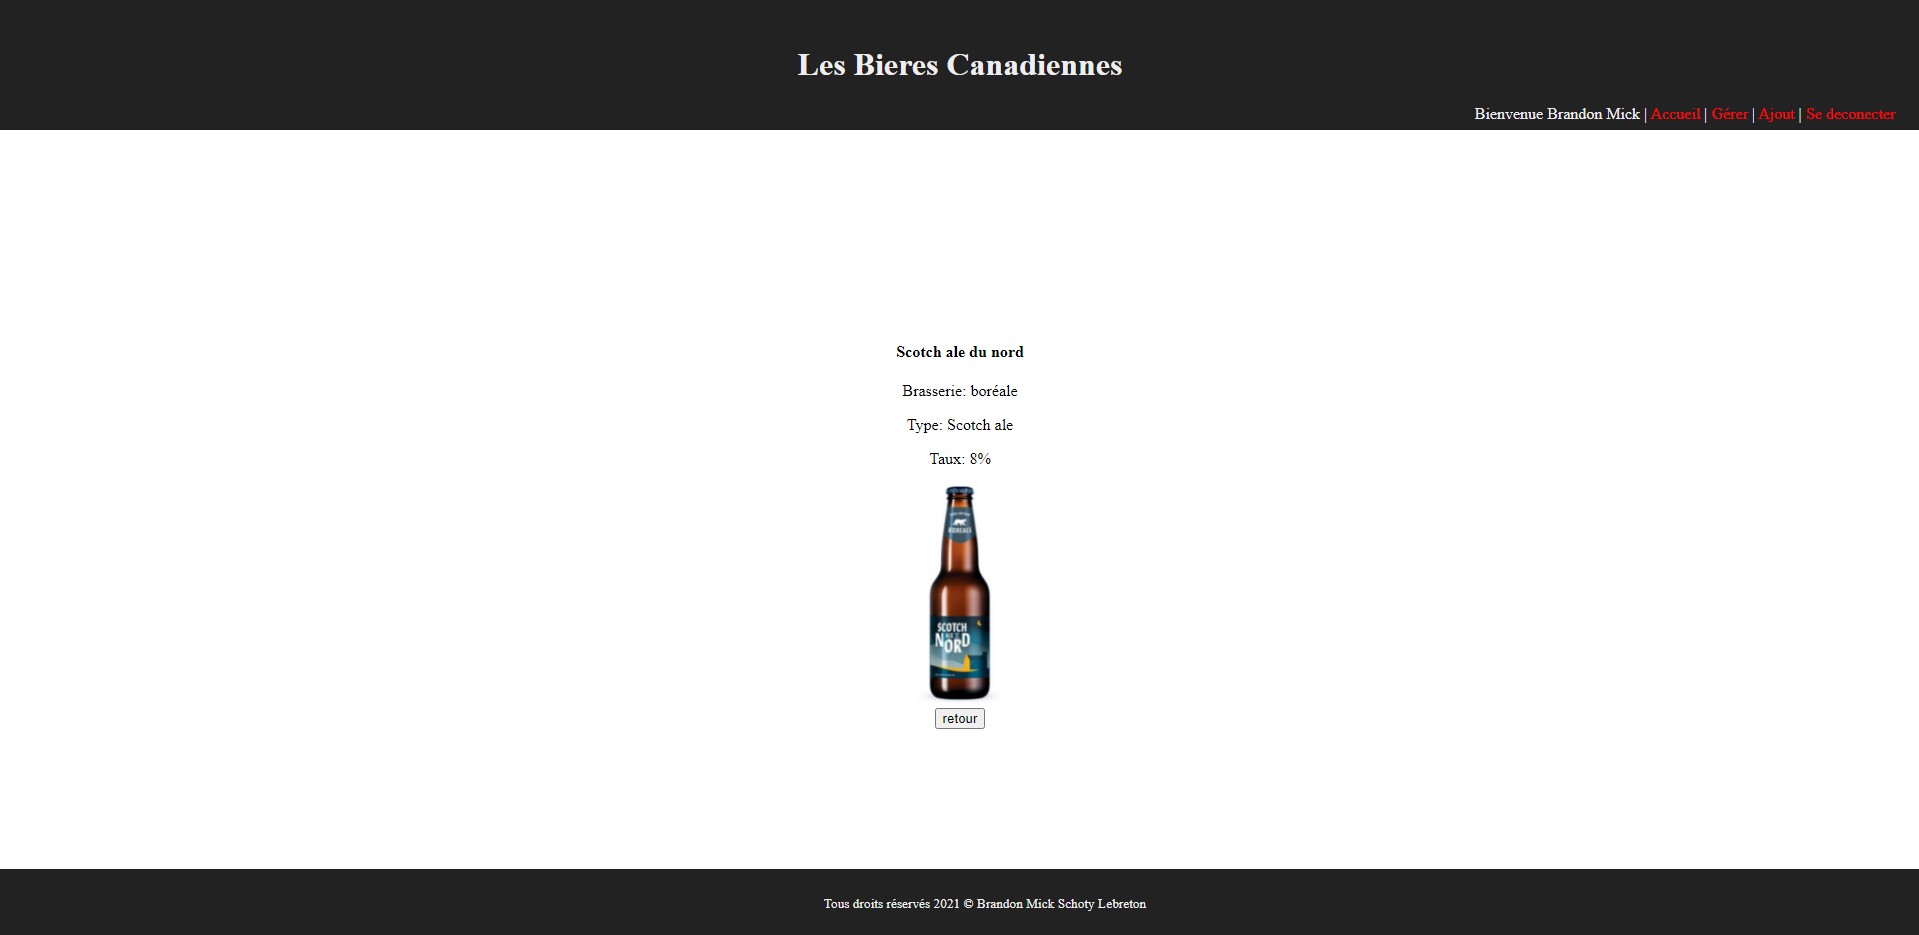 Les Bieres Canadiennes
Bienvenue Brandon Mick | Accueil | Gérer | Ajout | Se deconecter
Scotch ale du nord
Brasserie: boréale
Type: Scotch ale
Taux: 8%
BOREALE
SCOTCH
NORD
retour
Tous droits réservés 2021 © Brandon Mick Schoty Lebreton